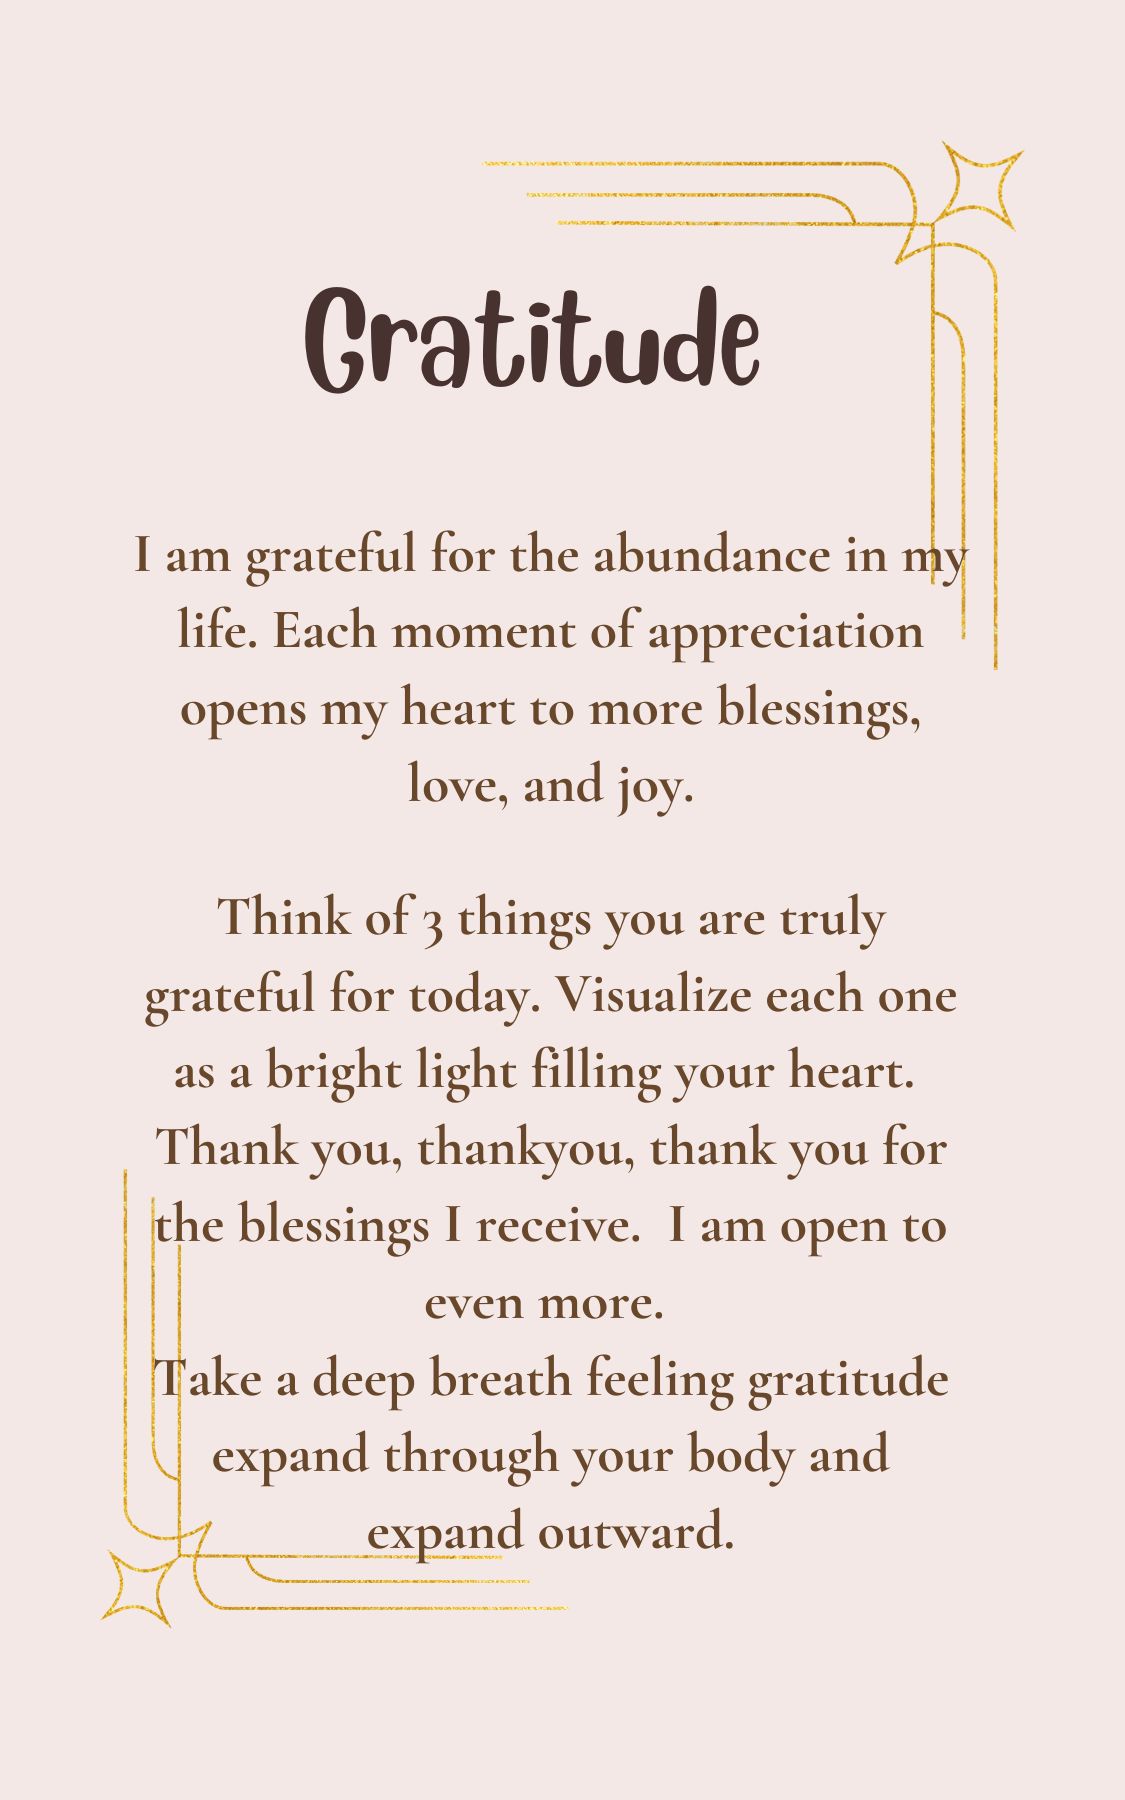 Gratitude
I am grateful for the abundance in my
life. Each moment of appreciation
opens my heart to more blessings,
love, and joy.
Think of 3 things you are truly
grateful for today. Visualize each one
as a bright light filling your heart.
Thank you, thankyou, thank you for
the blessings I receive.  I am open to
even more.
Take a deep breath feeling gratitude
expand through your body and
expand outward.